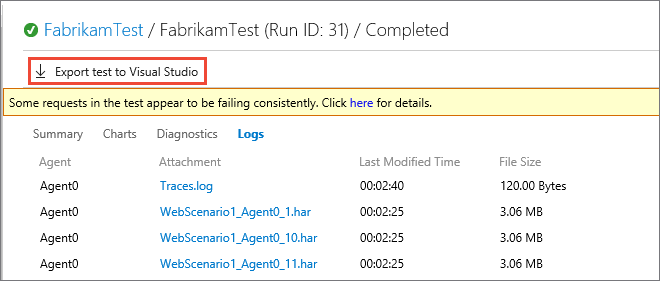 FabrikamTest / FabrikamTest (Run ID: 31) / Completed
Export test to Visual Studio
Some requests in the test appear to be failing consistently. Click here for details.
Summary Charts Diagnostics Logs
Agent Attachment Last Modified Time File Size
Agent0 Traces.log 00:02:40 120.00 Bytes
Agent0 WebScenario1_Agent0_1.har 00:02:25 3.06 MB
Agent0 WebScenario1_Agent0_10.har 00:02:25 3.06 MB
Agent0 WebScenario1_Agent0_11.har 00:02:25 3.06 MB